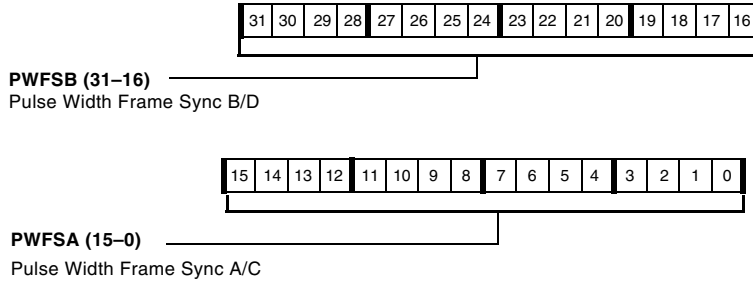 31 30 29 28 27 26 25 24 23 22 21 20 19 18 17 16
PWFSB (31–16)
Pulse Width Frame Sync B/D
15 14 13 12 11 10 9 8 7 6 5 4 3 2 1 0
PWFSA (15–0)
Pulse Width Frame Sync A/C